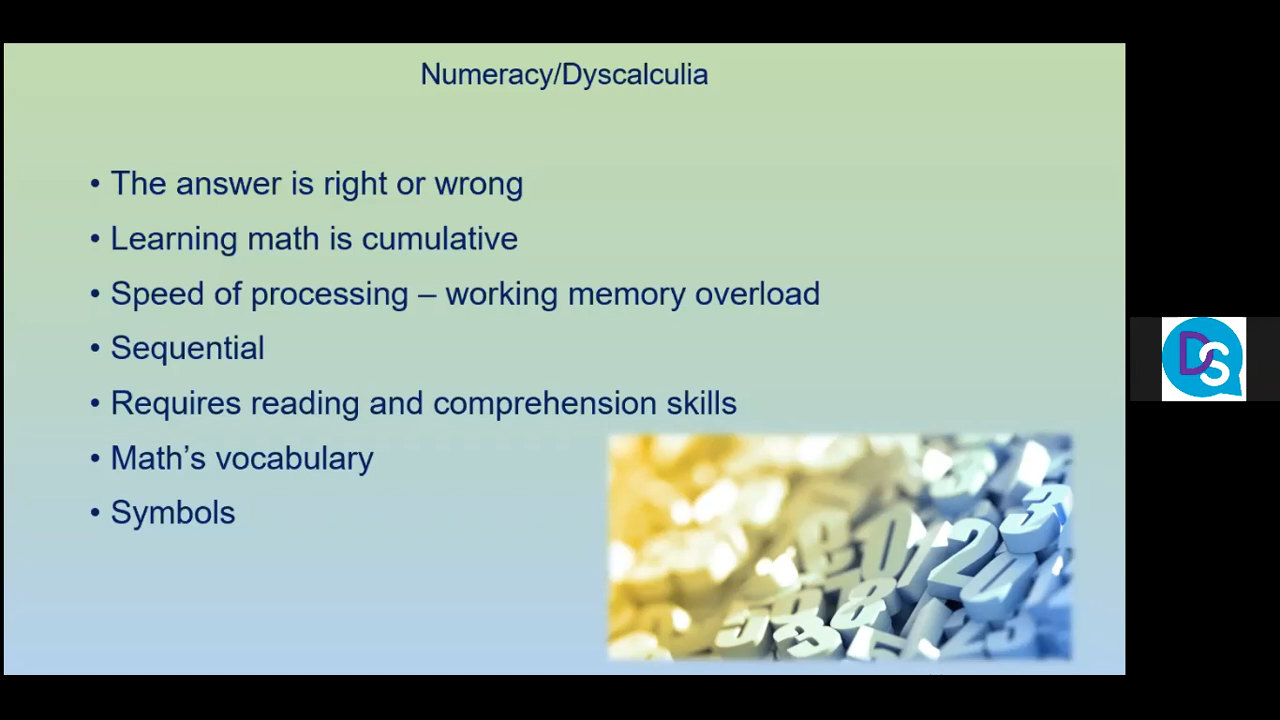 Numeracy/Dyscalculia
• The answer is right or wrong
• Learning math is cumulative
• Speed of processing – working memory overload
• Sequential
• Requires reading and comprehension skills
• Math’s vocabulary
• Symbols
DS